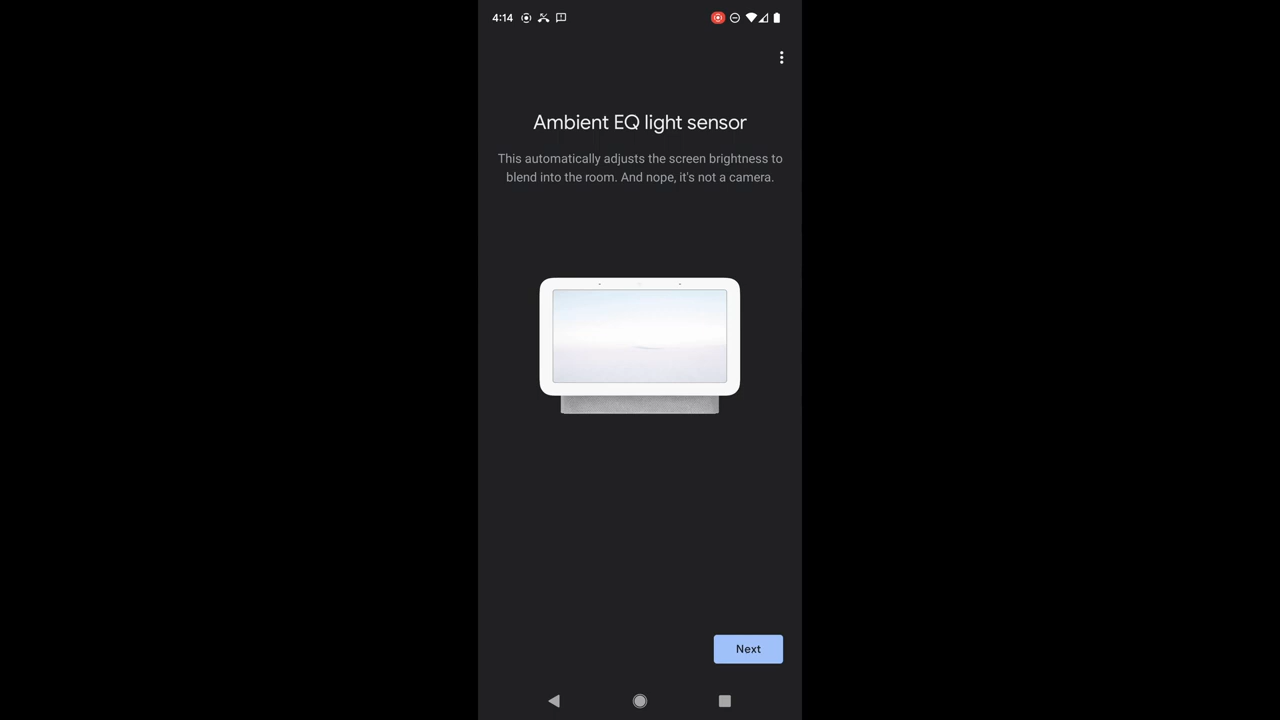 4:14
Ambient EQ light sensor
This automatically adjusts the screen brightness to
blend into the room. And nope, it's not a camera.
Next